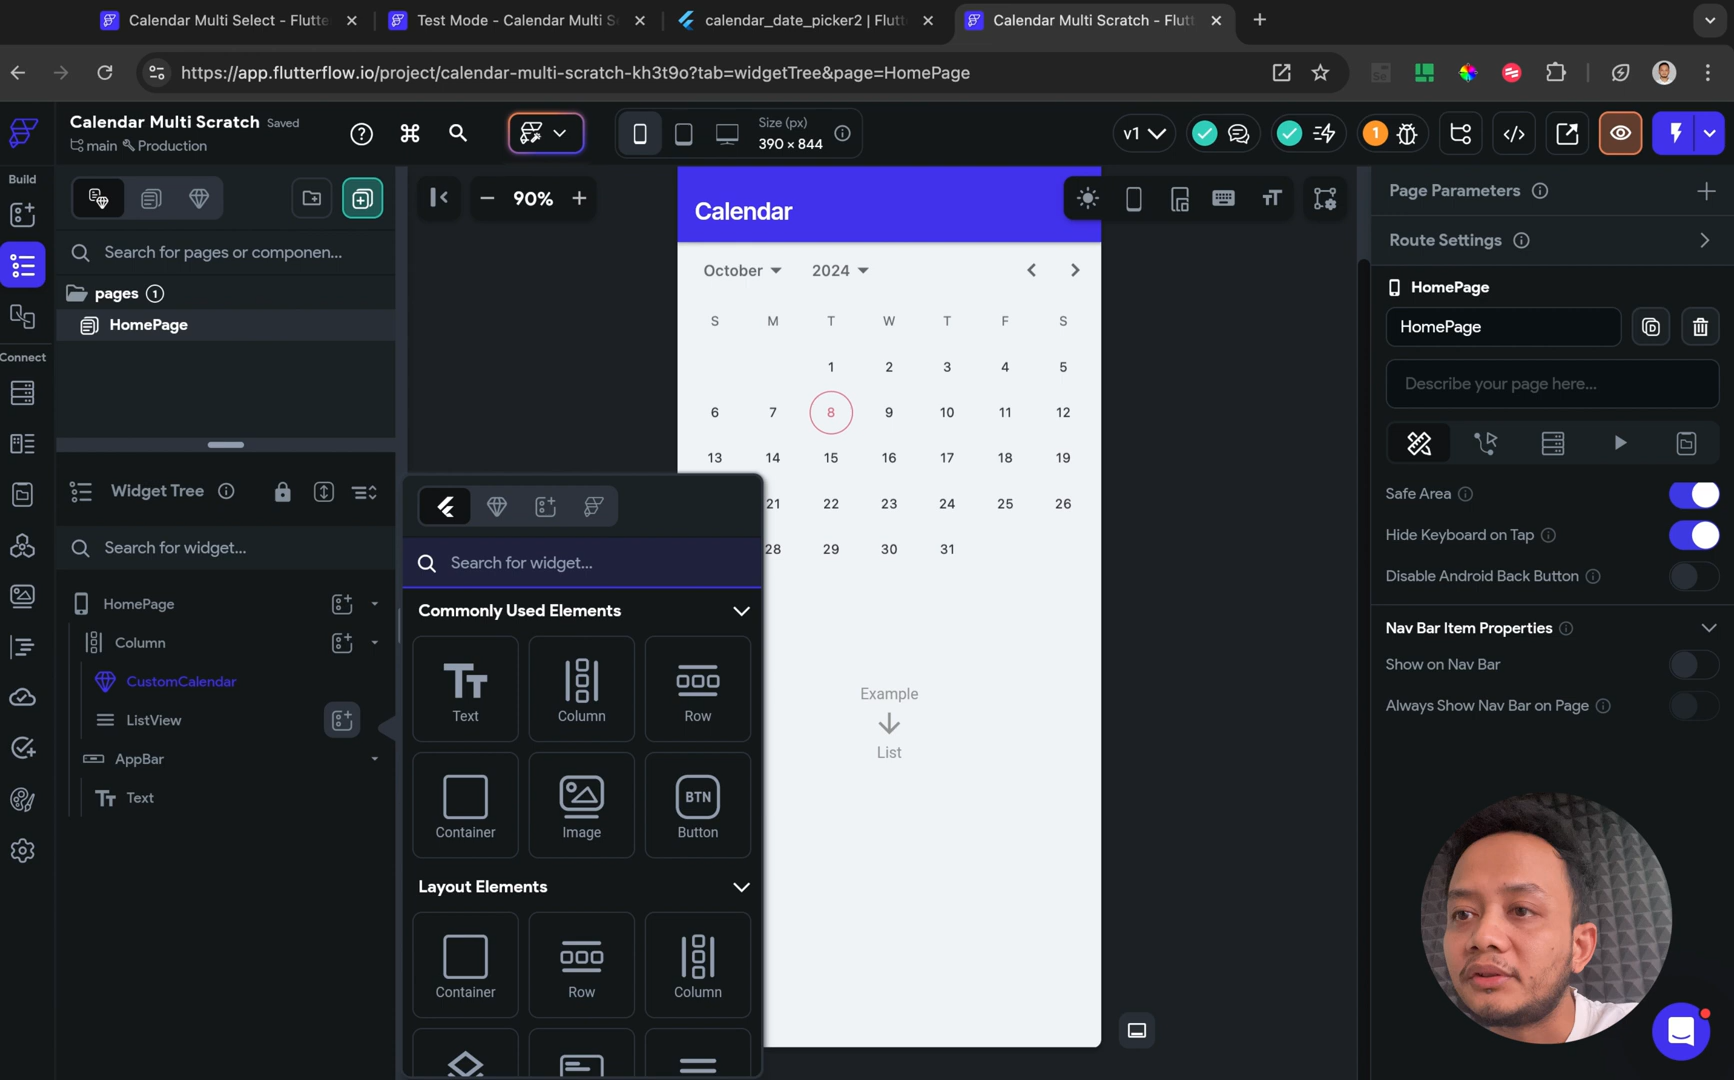 Calendar Multi Select - Flutte
Test Mode - Calendar Multi S
calendar_date_picker2 | Flutt
Calendar Multi Scratch - Flutt
https://app.flutterflow.io/project/calendar-multi-scratch-kh3t9o?tab=widgetTree&page=HomePage
Calendar Multi Scratch Saved
main Production
Size (px)
390 × 844
v1
1
Build
Connect
Search for pages or componen...
pages 1
HomePage
Widget Tree
Search for widget...
HomePage
Column
CustomCalendar
ListView
AppBar
Text
90%
Search for widget...
Commonly Used Elements
Text
Column
Row
Container
Image
BTN
Button
Layout Elements
Container
Row
Column
Calendar
October 2024
S M T W T F S
1 2 3 4 5
6 7 8 9 10 11 12
13 14 15 16 17 18 19
21 22 23 24 25 26
28 29 30 31
Example
List
Page Parameters
Route Settings
HomePage
HomePage
Describe your page here...
Safe Area
Hide Keyboard on Tap
Disable Android Back Button
Nav Bar Item Properties
Show on Nav Bar
Always Show Nav Bar on Page